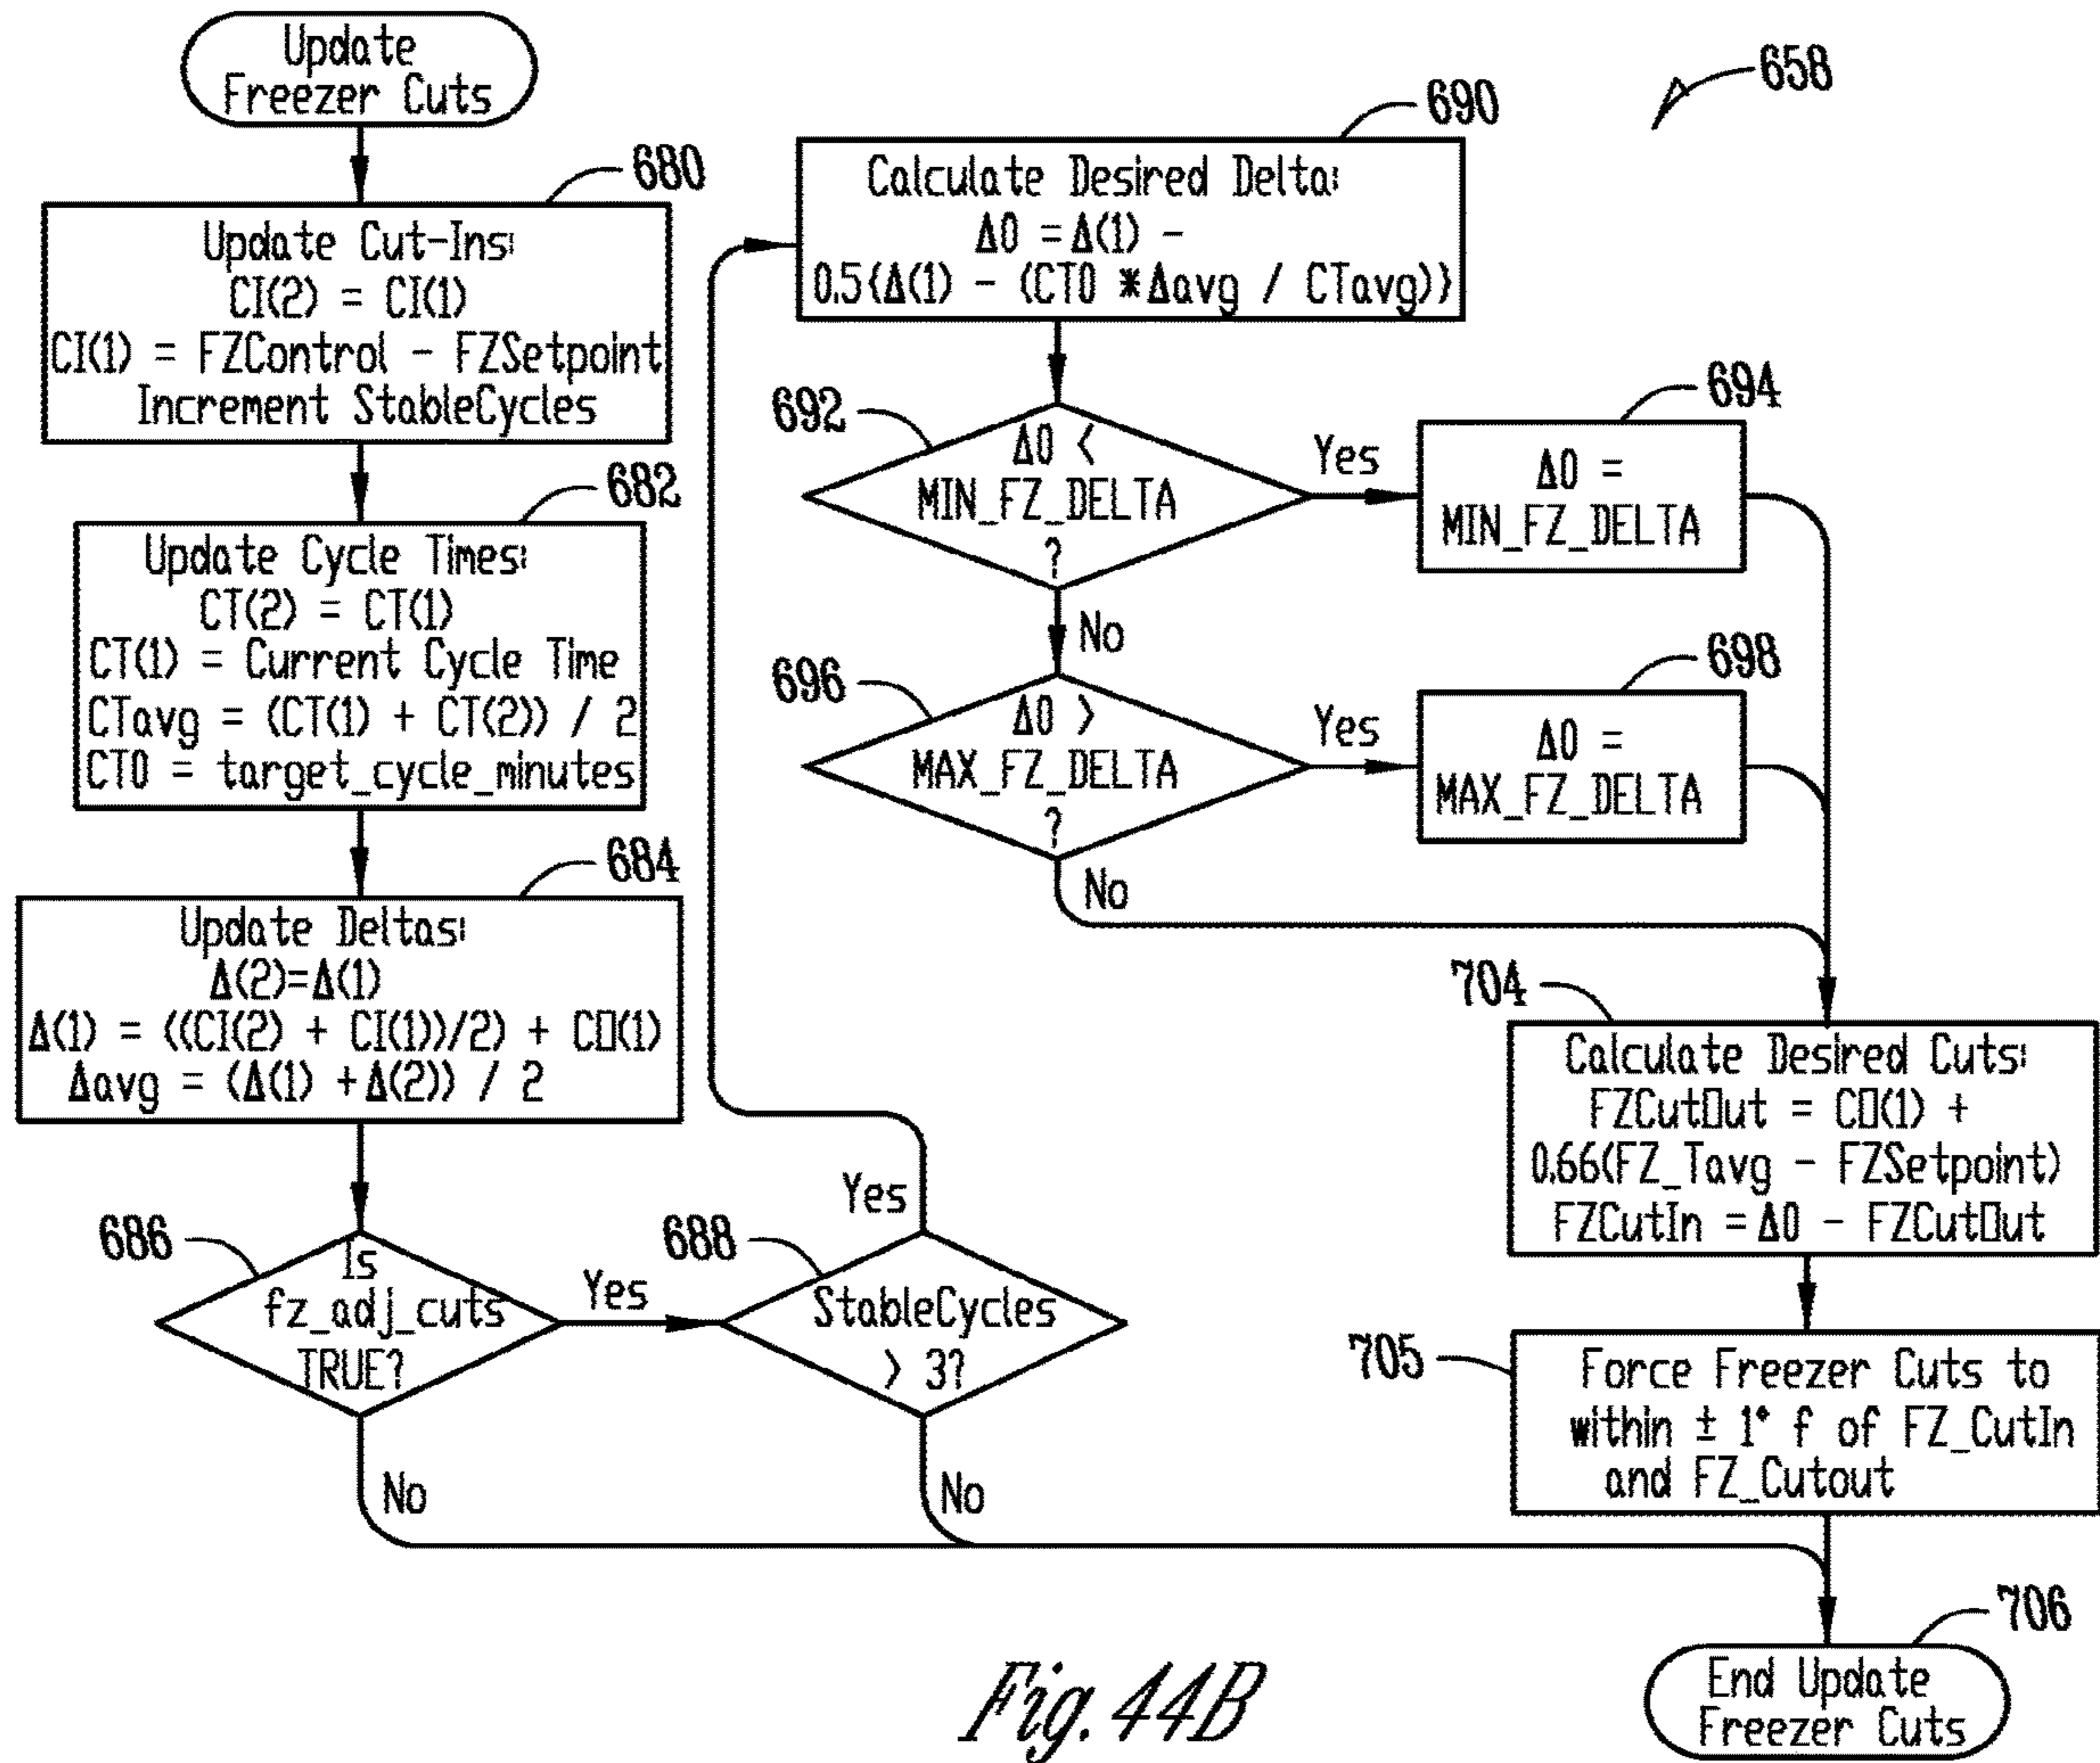 Update
Freezer Cuts
680
Update Cut-Ins:
CI(2) = CI(1)
CI(1) = FZControl - FZSetpoint
Increment StableCycles
682
Update Cycle Times:
CT(2) = CT(1)
CT(1) = Current Cycle Time
CTavg = (CT(1) + CT(2)) / 2
CT0 = target_cycle_minutes
684
Update Deltas:
Δ(2)=Δ(1)
Δ(1) = ((CI(2) + CI(1))/2) + CO(1)
Δavg = (Δ(1) +Δ(2)) / 2
686
Is
fz_adj_cuts
TRUE?
Yes
No
688
StableCycles
> 3?
Yes
No
658
690
Calculate Desired Delta:
Δ0 =Δ(1) -
0.5{Δ(1) - (CT0 *Δavg / CTavg)}
692
Δ0 <
MIN_FZ_DELTA
?
Yes
No
694
Δ0 =
MIN_FZ_DELTA
696
Δ0 >
MAX_FZ_DELTA
?
Yes
No
698
Δ0 =
MAX_FZ_DELTA
704
Calculate Desired Cuts:
FZCutOut = CO(1) +
0.66(FZ_Tavg - FZSetpoint)
FZCutIn =Δ0 - FZCutOut
705
Force Freezer Cuts to
within ± 1° f of FZ_CutIn
and FZ_Cutout
706
End Update
Freezer Cuts
Fig. 44B